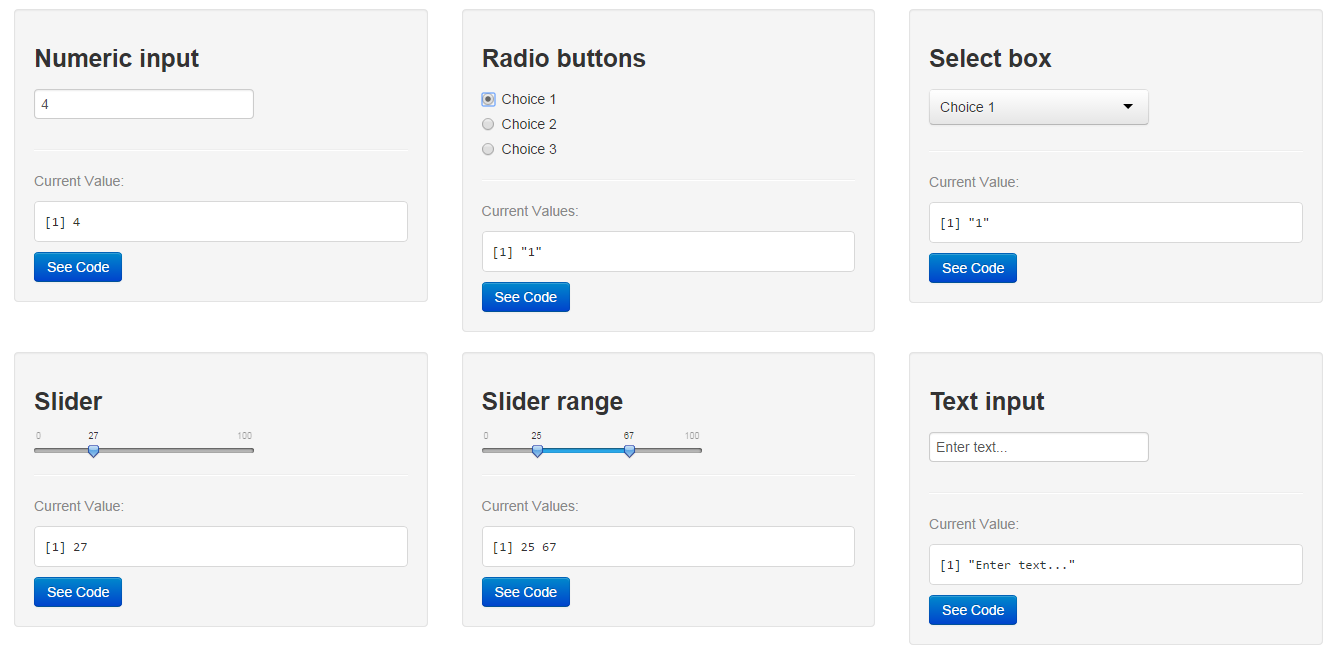 Numeric input
4
Current Value:
[1] 4
See Code
Radio buttons
Choice 1
Choice 2
Choice 3
Current Values:
[1] "1"
See Code
Select box
Choice 1
Current Value:
[1] "1"
See Code
Slider
0 27 100
Current Value:
[1] 27
See Code
Slider range
0 25 67 100
Current Values:
[1] 25 67
See Code
Text input
Enter text...
Current Value:
[1] "Enter text..."
See Code